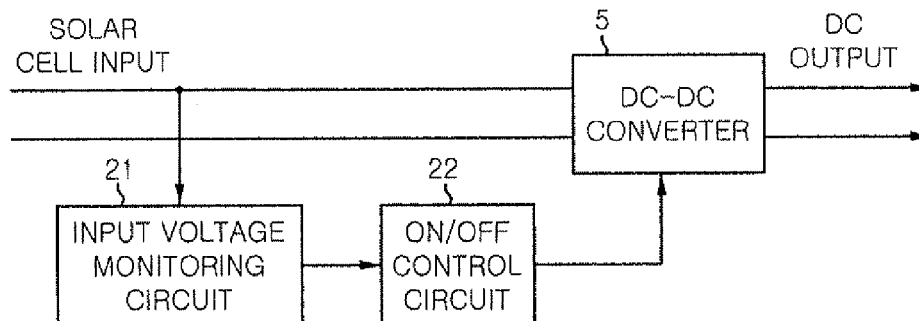 SOLAR
CELL INPUT
5
DC
OUTPUT
DC-DC
CONVERTER
21
22
INPUT VOLTAGE
MONITORING
CIRCUIT
ON/OFF
CONTROL
CIRCUIT